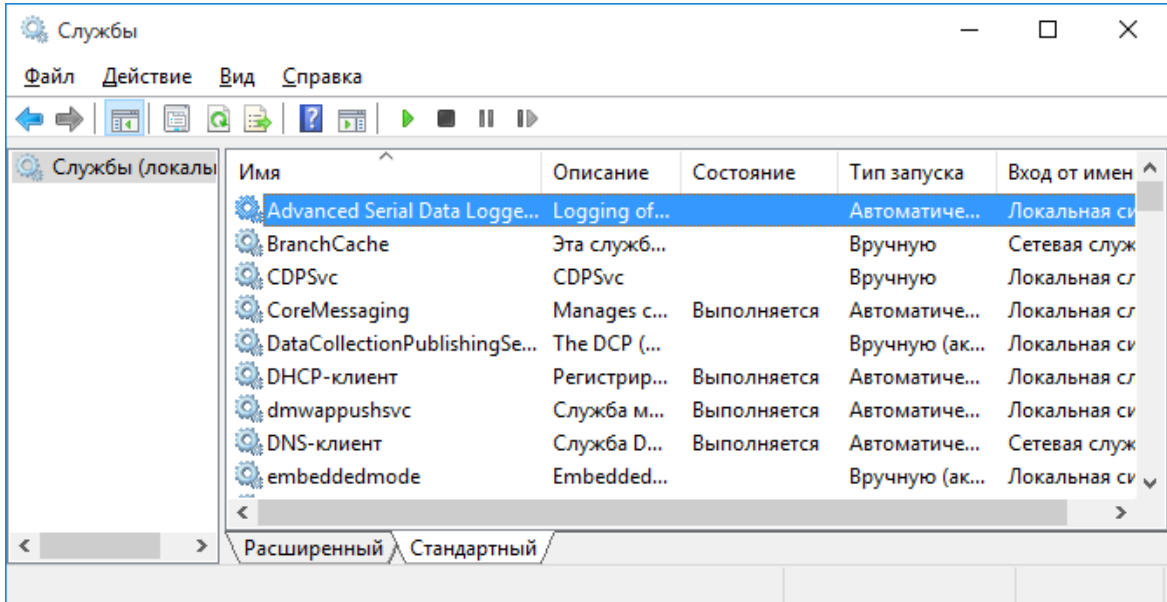 Службы
Файл Действие Вид Справка
Службы (локалы
Имя Описание Состояние Тип запуска Вход от имен
Advanced Serial Data Logge... Logging of... Автоматиче... Локальная си
BranchCache Эта служб... Вручную Сетевая служ
CDPSvc CDPSvc Вручную Локальная сл
CoreMessaging Manages c... Выполняется Автоматиче... Локальная сл
DataCollectionPublishingSe... The DCP (... Вручную (ак... Локальная си
DHCP-клиент Регистрир... Выполняется Автоматиче... Локальная сл
dmwappushsvc Служба м... Выполняется Автоматиче... Локальная си
DNS-клиент Служба D... Выполняется Автоматиче... Сетевая служ
embeddedmode Embedded... Вручную (ак... Локальная си
Расширенный Стандартный